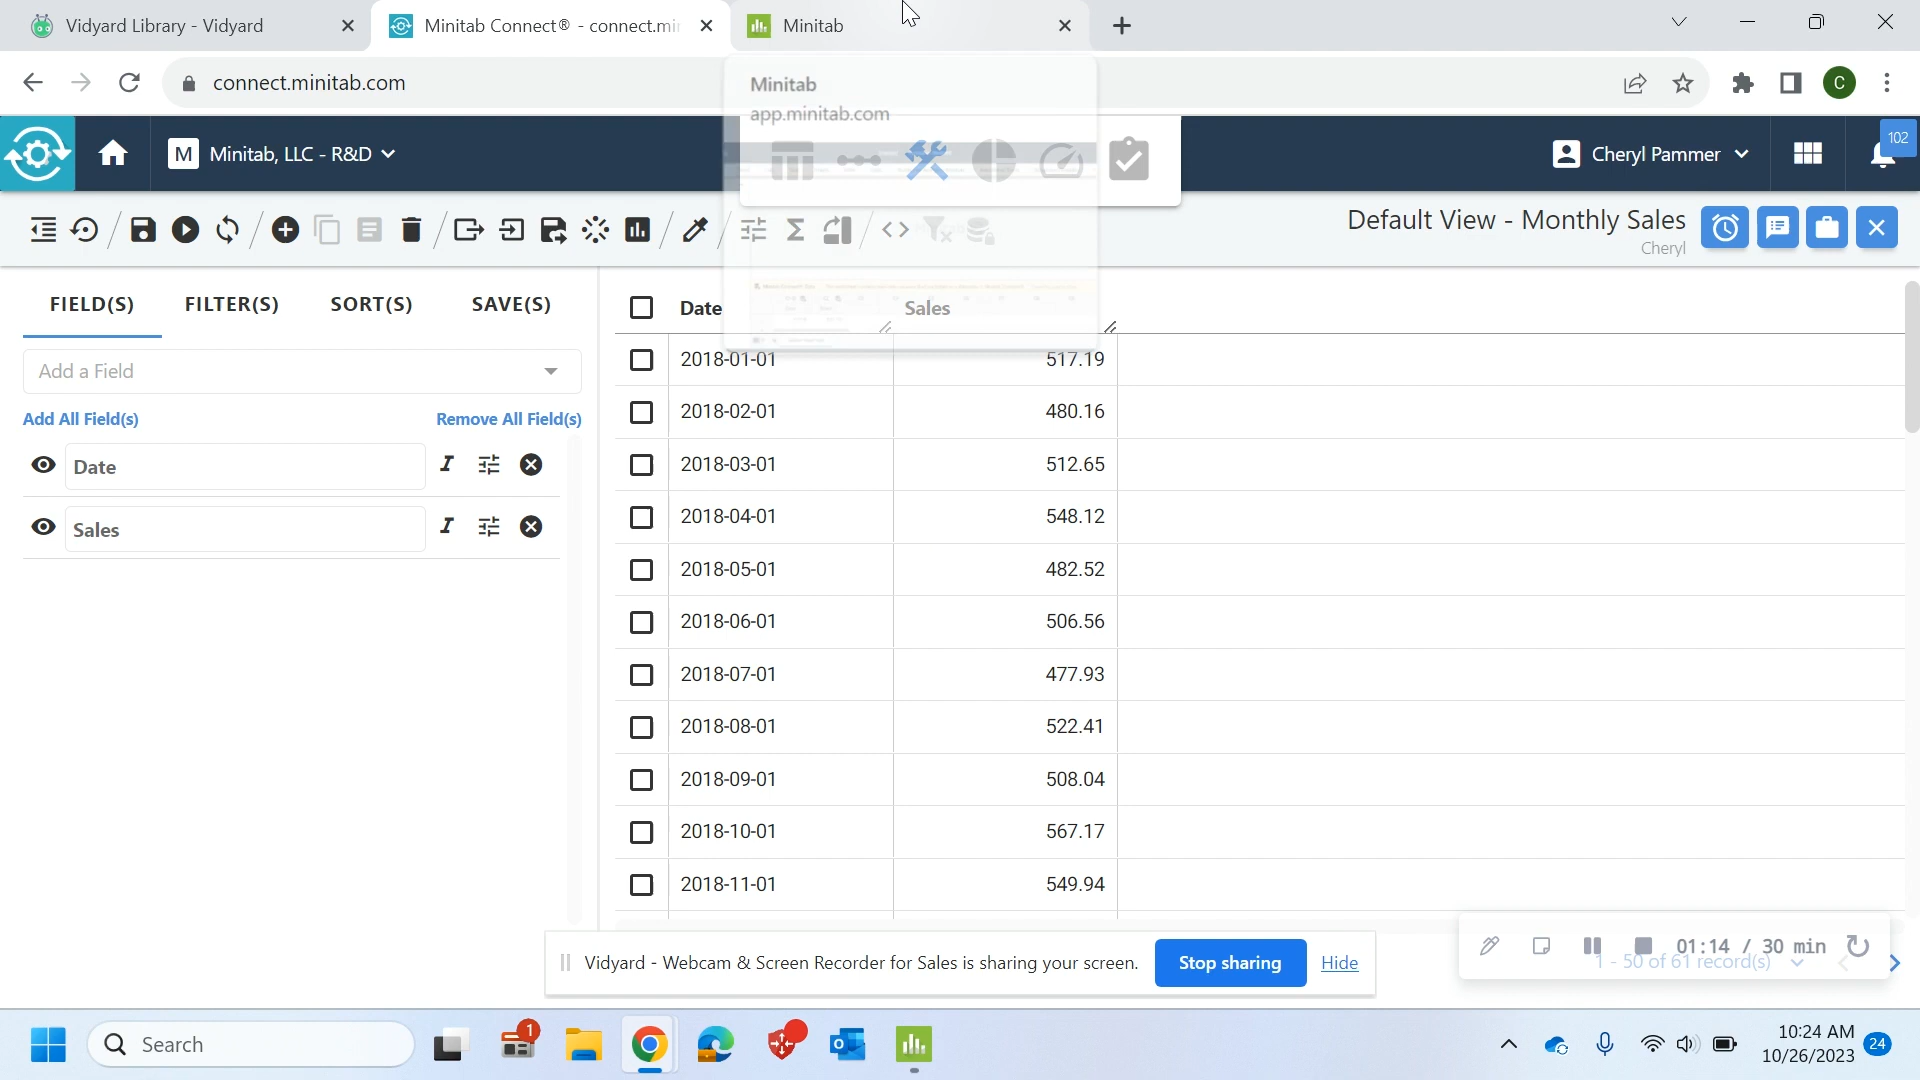 Vidyard Library - Vidyard
Minitab Connect® - connect.mi
Minitab
connect.minitab.com
C
Minitab
app.minitab.com
M Minitab, LLC - R&D
Cheryl Pammer
102
Default View - Monthly Sales
Cheryl
FIELD(S) FILTER(S) SORT(S) SAVE(S)
Add a Field
Add All Field(s) Remove All Field(s)
Date
Sales
Date Sales
2018-01-01 517.19
2018-02-01 480.16
2018-03-01 512.65
2018-04-01 548.12
2018-05-01 482.52
2018-06-01 506.56
2018-07-01 477.93
2018-08-01 522.41
2018-09-01 508.04
2018-10-01 567.17
2018-11-01 549.94
Vidyard - Webcam & Screen Recorder for Sales is sharing your screen. Stop sharing Hide
01:14 / 30 min
1 - 50 of 61 record(s)
Search
1
10:24 AM
10/26/2023
24